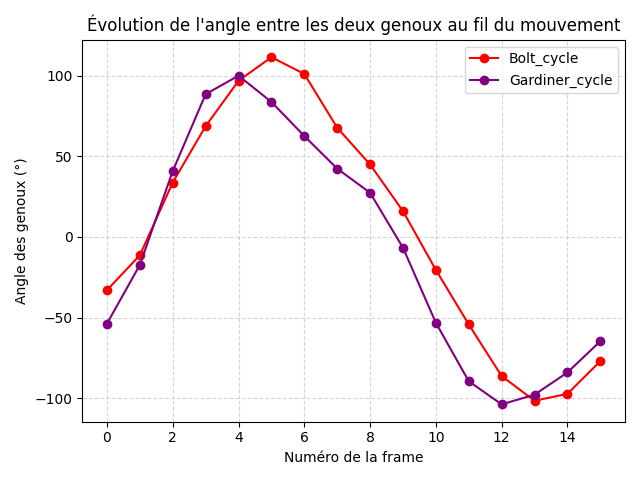 Évolution de l'angle entre les deux genoux au fil du mouvement
Bolt_cycle
Gardiner_cycle
Angle des genoux (°)
100
50
0
−50
−100
0 2 4 6 8 10 12 14
Numéro de la frame